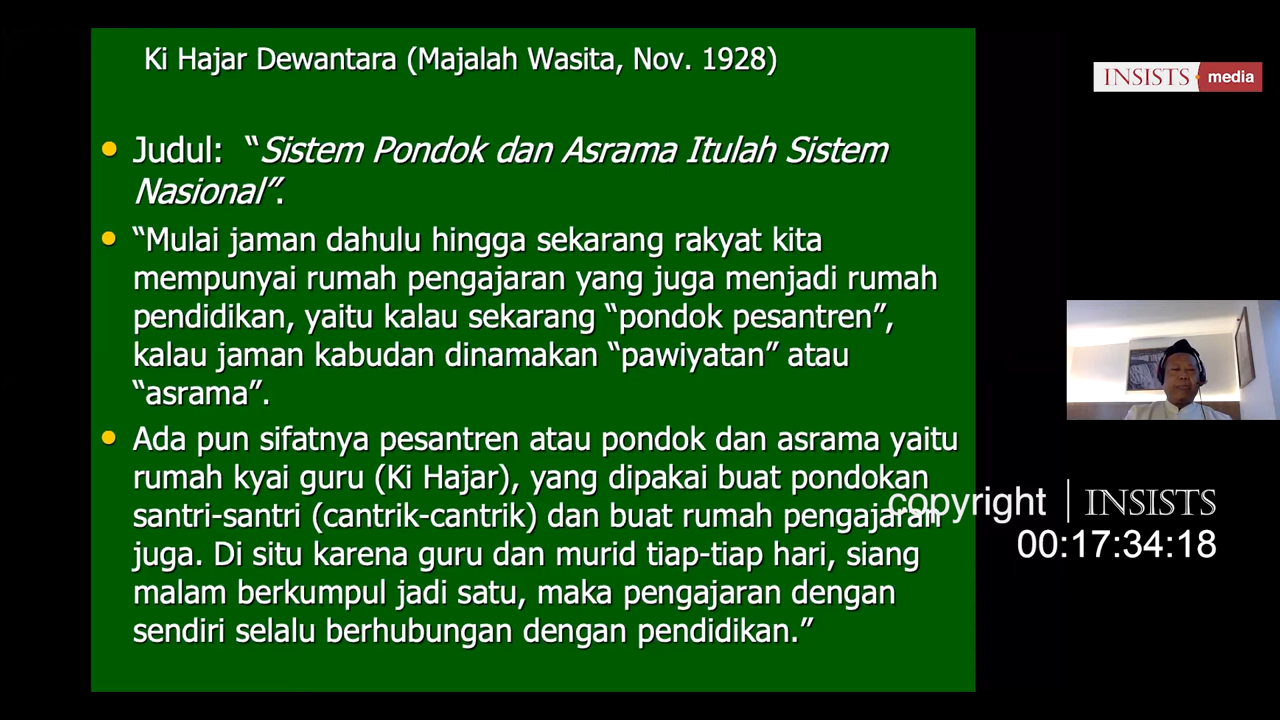 Ki Hajar Dewantara (Majalah Wasita, Nov. 1928)
INSISTS media
Judul: “Sistem Pondok dan Asrama Itulah Sistem
Nasional”.
“Mulai jaman dahulu hingga sekarang rakyat kita
mempunyai rumah pengajaran yang juga menjadi rumah
pendidikan, yaitu kalau sekarang “pondok pesantren”,
kalau jaman kabudan dinamakan “pawiyatan” atau
“asrama”.
Ada pun sifatnya pesantren atau pondok dan asrama yaitu
rumah kyai guru (Ki Hajar), yang dipakai buat pondokan
santri-santri (cantrik-cantrik) dan buat rumah pengajaran
juga. Di situ karena guru dan murid tiap-tiap hari, siang
malam berkumpul jadi satu, maka pengajaran dengan
sendiri selalu berhubungan dengan pendidikan.”
copyright | INSISTS
00:17:34:18